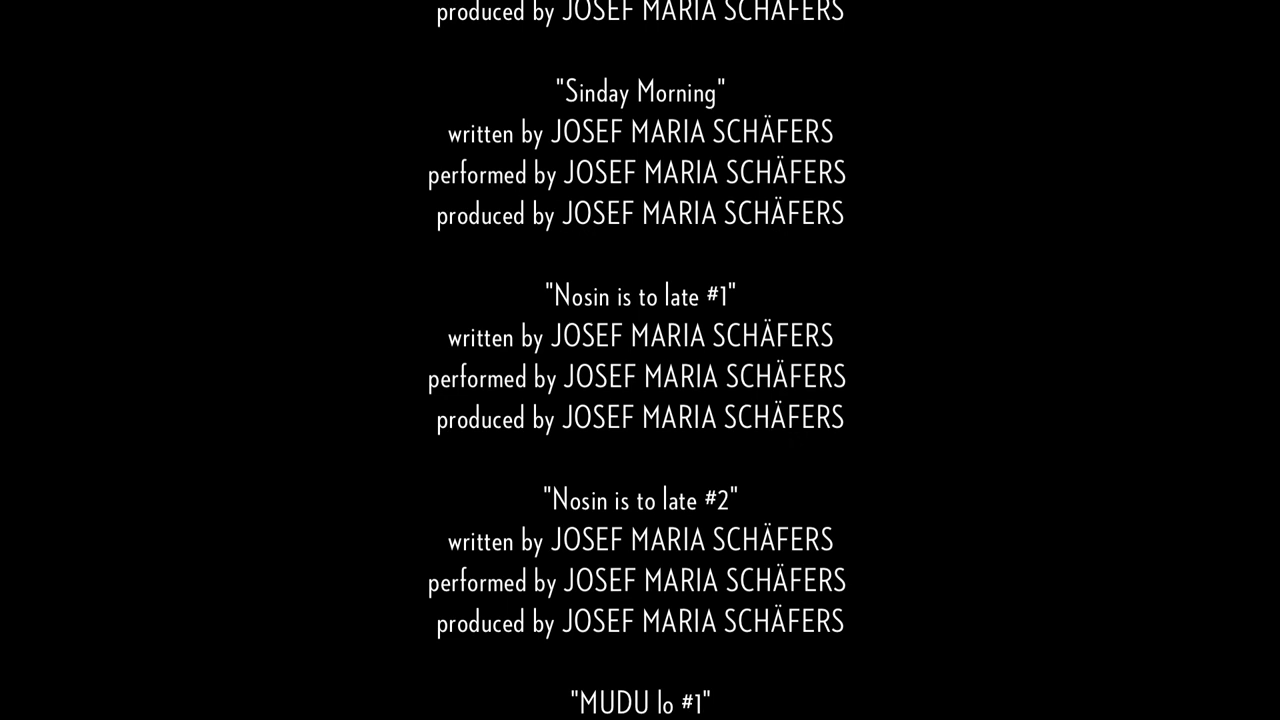 produced by JOSEF MARIA SCHÄFERS
"Sinday Morning"
written by JOSEF MARIA SCHÄFERS
performed by JOSEF MARIA SCHÄFERS
produced by JOSEF MARIA SCHÄFERS
"Nosin is to late #1"
written by JOSEF MARIA SCHÄFERS
performed by JOSEF MARIA SCHÄFERS
produced by JOSEF MARIA SCHÄFERS
"Nosin is to late #2"
written by JOSEF MARIA SCHÄFERS
performed by JOSEF MARIA SCHÄFERS
produced by JOSEF MARIA SCHÄFERS
"MUDU lo #1"